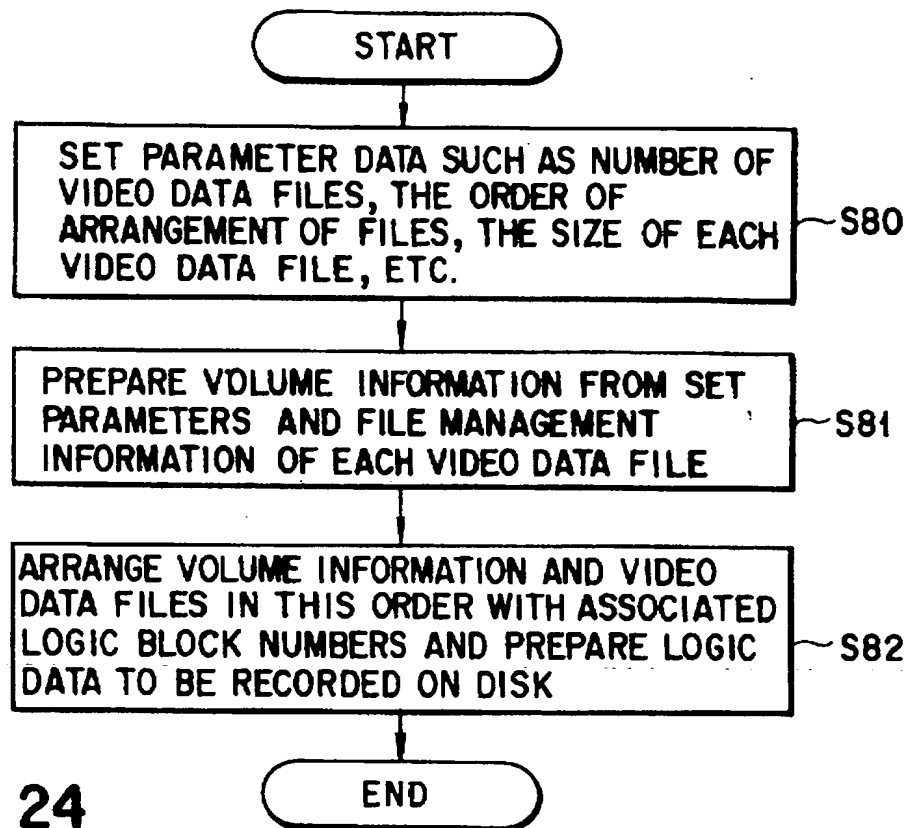 START
SET PARAMETER DATA SUCH AS NUMBER OF
VIDEO DATA FILES, THE ORDER OF
ARRANGEMENT OF FILES, THE SIZE OF EACH
VIDEO DATA FILE, ETC.
S80
PREPARE VOLUME INFORMATION FROM SET
PARAMETERS AND FILE MANAGEMENT
INFORMATION OF EACH VIDEO DATA FILE
S81
ARRANGE VOLUME INFORMATION AND VIDEO
DATA FILES IN THIS ORDER WITH ASSOCIATED
LOGIC BLOCK NUMBERS AND PREPARE LOGIC
DATA TO BE RECORDED ON DISK
S82
END
24